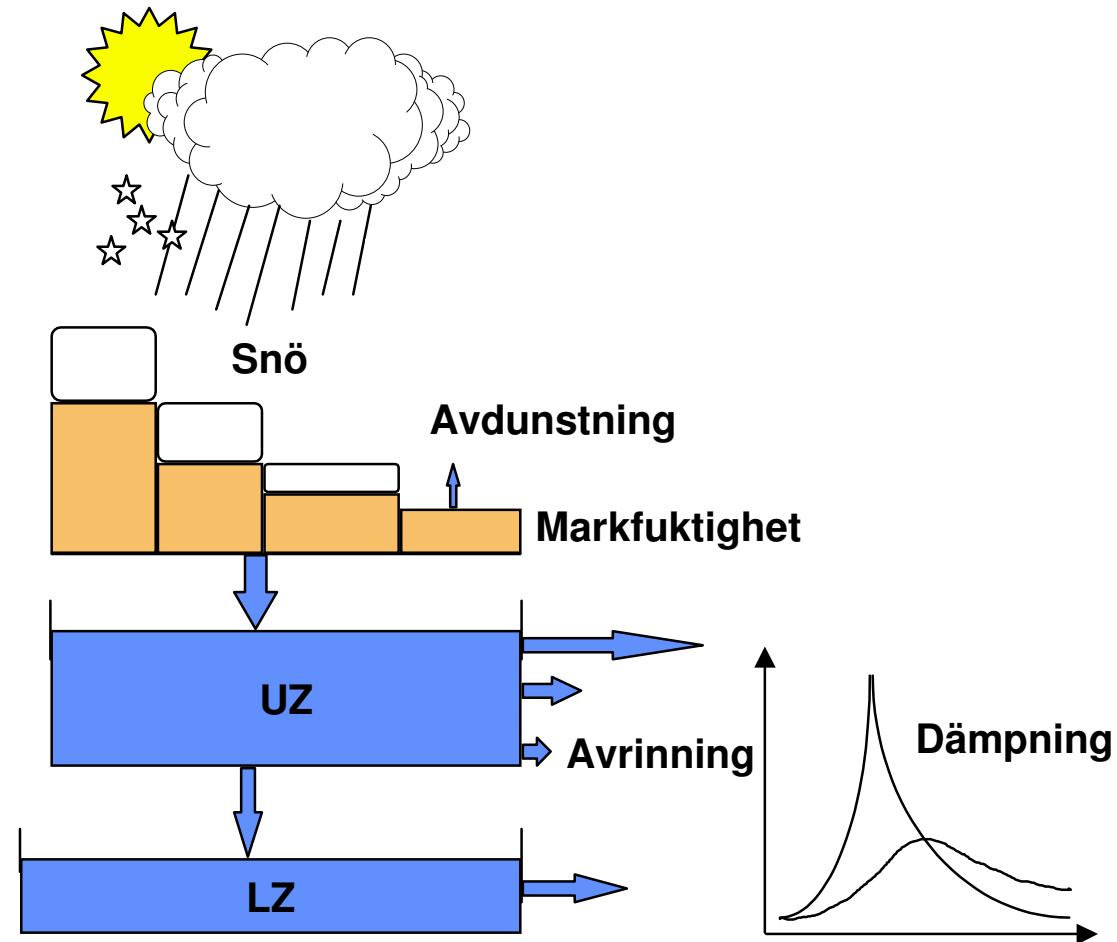 Snö
Avdunstning
Markfuktighet
UZ
Avrinning
Dämpning
LZ